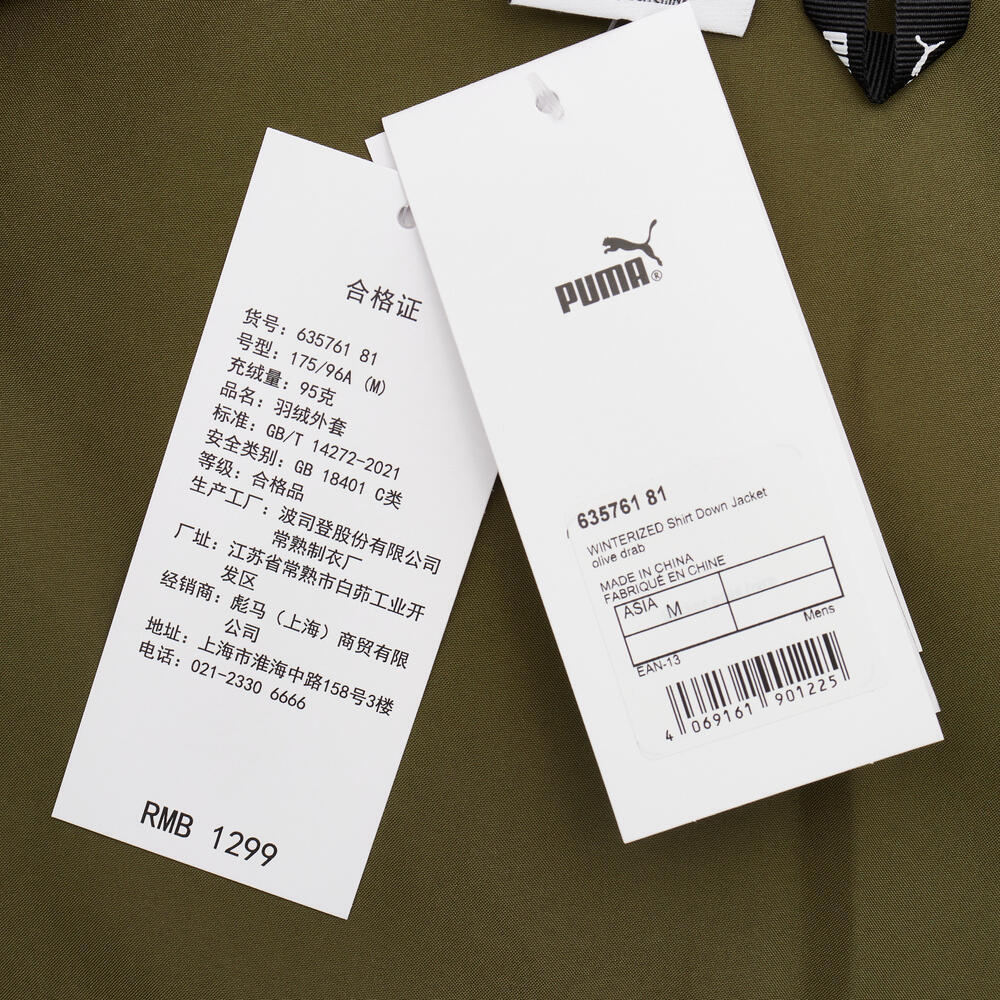 合格证
货号: 635761 81
号型: 175/96A (M)
充绒量: 95克
品名: 羽绒外套
标准: GB/T 14272-2021
安全类别: GB 18401 C类
等级: 合格品
生产工厂: 波司登股份有限公司
常熟制衣厂
厂址: 江苏省常熟市白茆工业开
发区
经销商: 彪马（上海）商贸有限
公司
地址: 上海市淮海中路158号3楼
电话: 021-2330 6666
RMB 1299
PUMA®
635761 81
WINTERIZED Shirt Down Jacket
olive drab
MADE IN CHINA
FABRIQUÉ EN CHINE
ASIA M
Mens
EAN-13
4 069161 901225